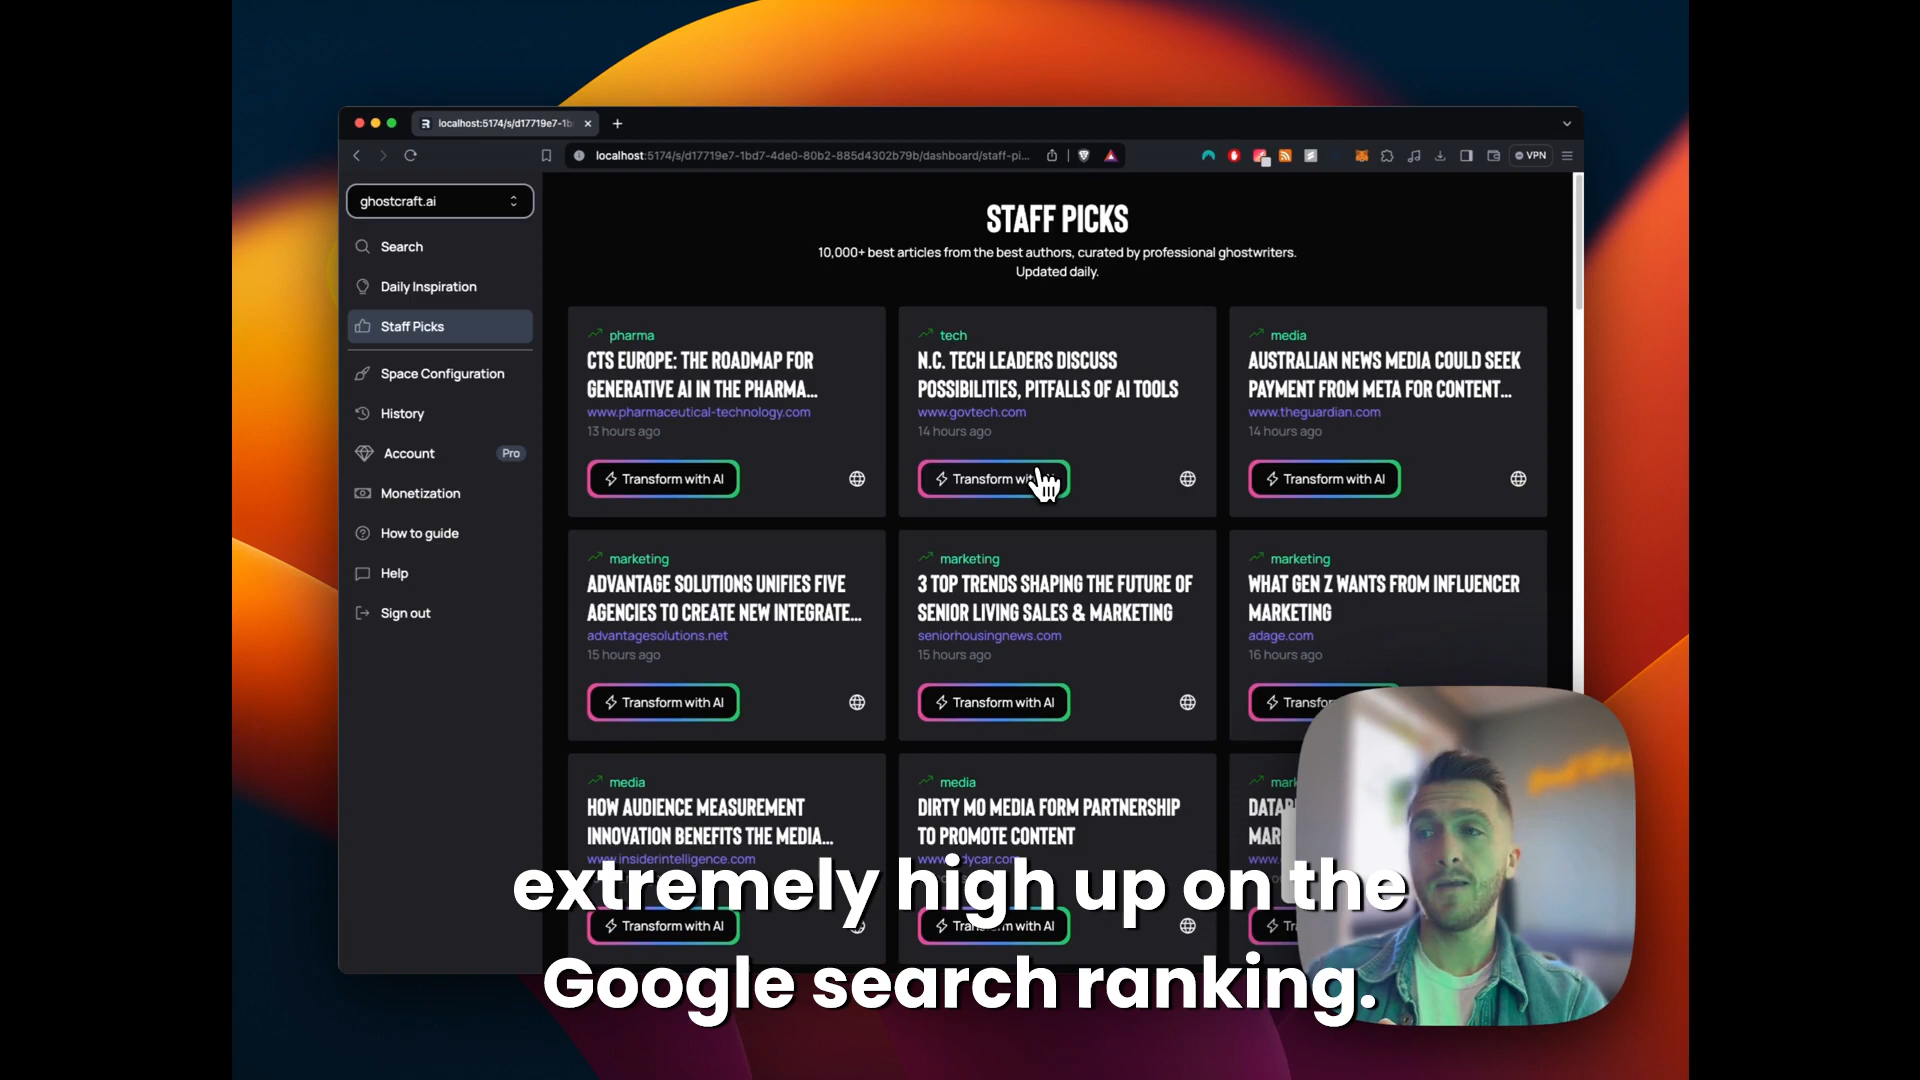 localhost:5174/s/d17719e7-1b
localhost:5174/s/d17719e7-1bd7-4de0-80b2-885d4302b79b/dashboard/staff-pi...
VPN
ghostcraft.ai
Search
Daily Inspiration
Staff Picks
Space Configuration
History
Account
Pro
Monetization
How to guide
Help
Sign out
STAFF PICKS
10,000+ best articles from the best authors, curated by professional ghostwriters.
Updated daily.
pharma
CTS EUROPE: THE ROADMAP FOR
GENERATIVE AI IN THE PHARMA...
www.pharmaceutical-technology.com
13 hours ago
Transform with AI
tech
N.C. TECH LEADERS DISCUSS
POSSIBILITIES, PITFALLS OF AI TOOLS
www.govtech.com
14 hours ago
Transform
media
AUSTRALIAN NEWS MEDIA COULD SEEK
PAYMENT FROM META FOR CONTENT...
www.theguardian.com
14 hours ago
Transform with AI
marketing
ADVANTAGE SOLUTIONS UNIFIES FIVE
AGENCIES TO CREATE NEW INTEGRATE...
advantagesolutions.net
15 hours ago
Transform with AI
marketing
3 TOP TRENDS SHAPING THE FUTURE OF
SENIOR LIVING SALES & MARKETING
seniorhousingnews.com
15 hours ago
Transform with AI
marketing
WHAT GEN Z WANTS FROM INFLUENCER
MARKETING
adage.com
16 hours ago
media
HOW AUDIENCE MEASUREMENT
INNOVATION BENEFITS THE MEDIA...
www.insiderintelligence.com
Transform with AI
media
DIRTY MO MEDIA FORM PARTNERSHIP
TO PROMOTE CONTENT
Transform with AI
extremely high up on the
Google search ranking.